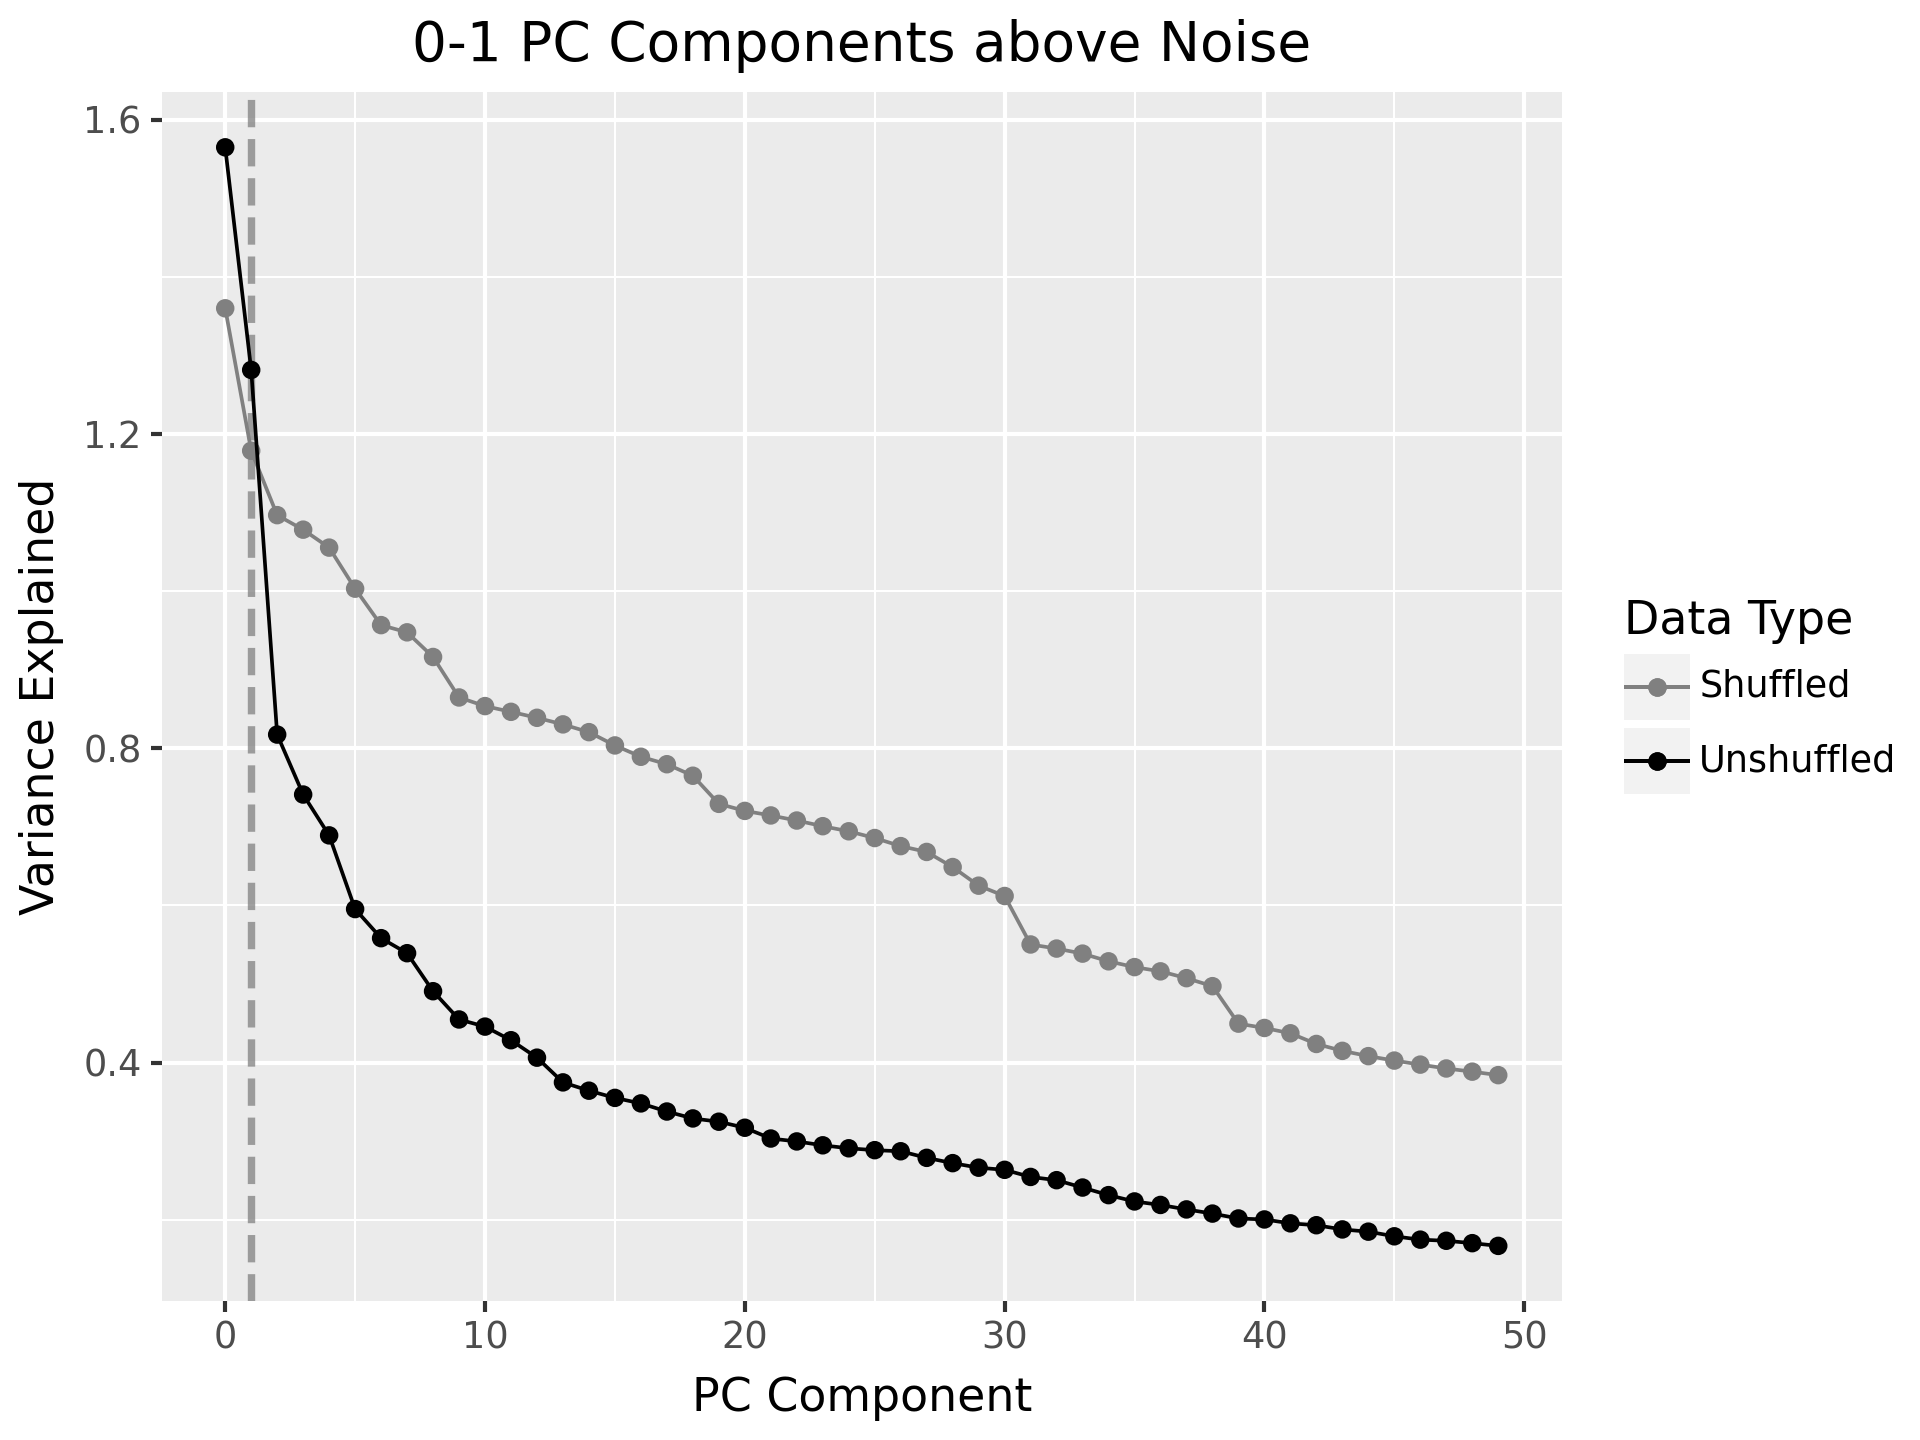 0-1 PC Components above Noise
1.6
1.2
0.8
0.4
Variance Explained
0
10
20
30
40
50
PC Component
Data Type
Shuffled
Unshuffled